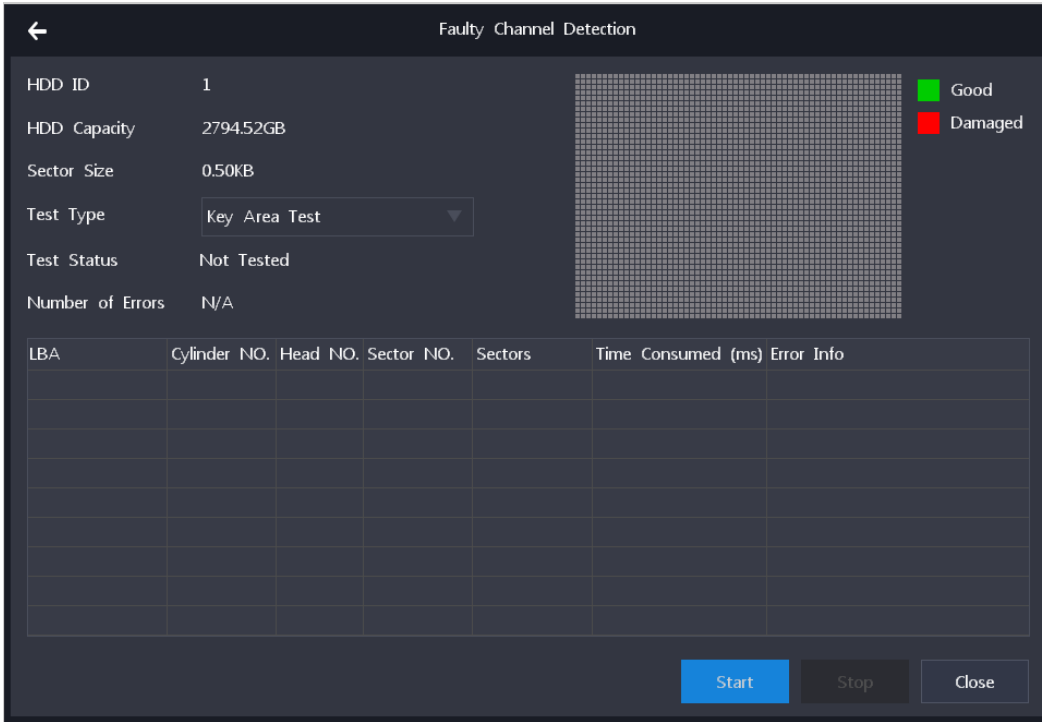 Faulty Channel Detection
HDD ID 1
HDD Capacity 2794.52GB
Sector Size 0.50KB
Test Type Key Area Test
Test Status Not Tested
Number of Errors N/A
Good
Damaged
LBA Cylinder NO. Head NO. Sector NO. Sectors Time Consumed (ms) Error Info
Start Stop Close